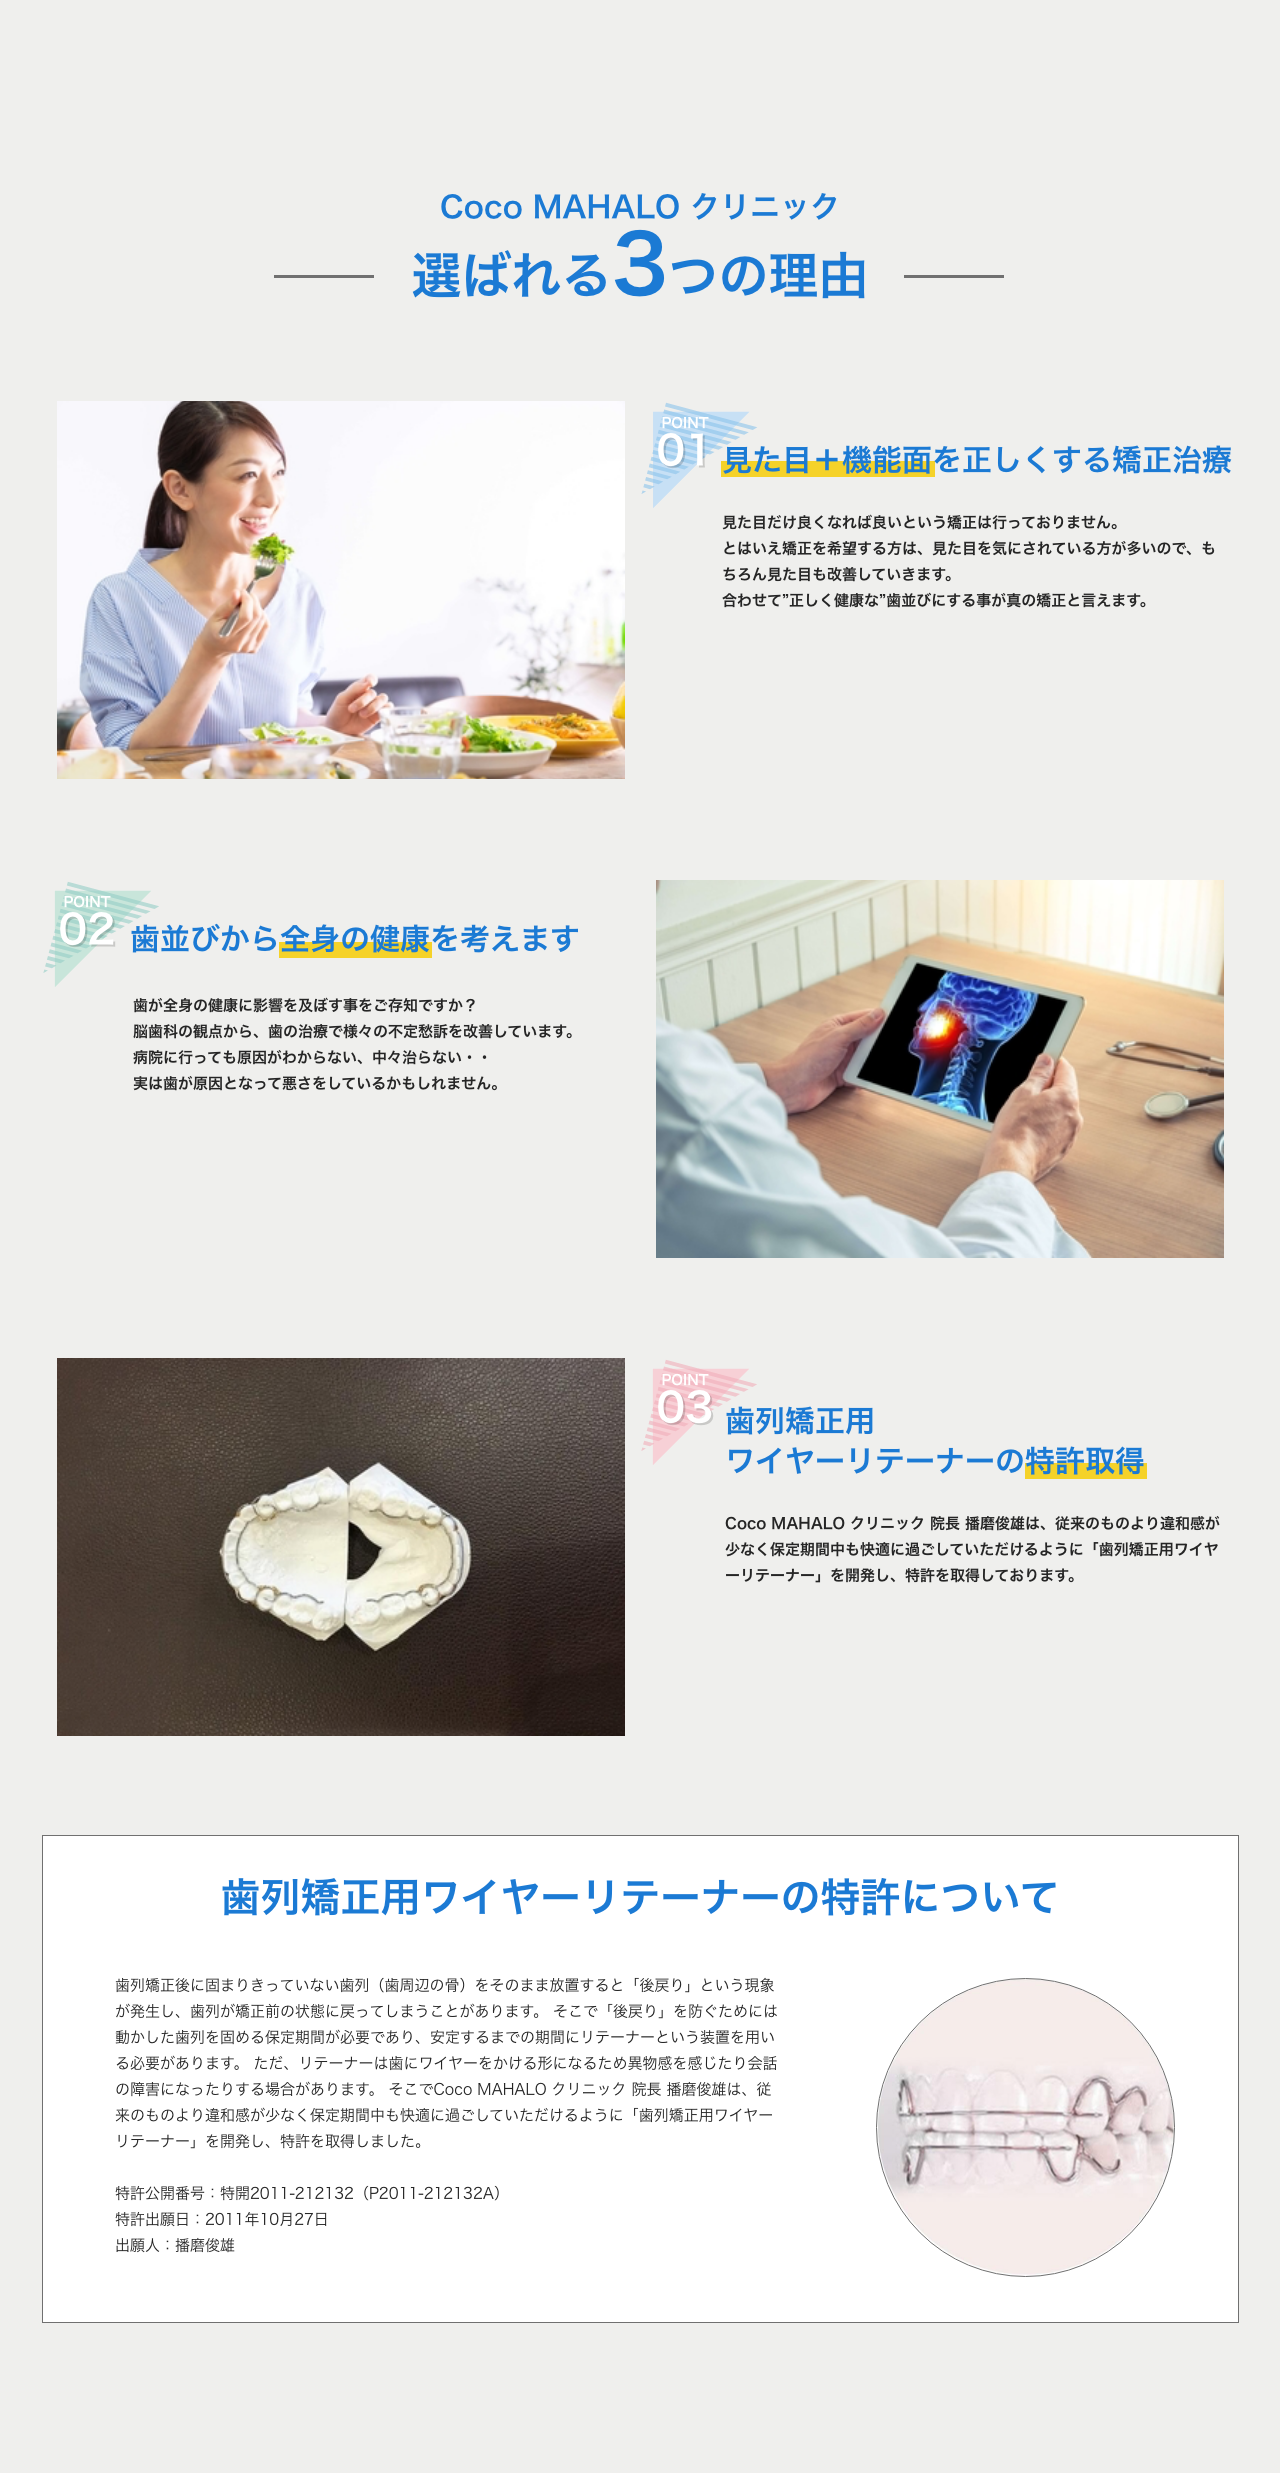 Coco MAHALO クリニック
選ばれる3つの理由
POINT
01
見た目＋機能面を正しくする矯正治療
見た目だけ良くなれば良いという矯正は行っておりません。
とはいえ矯正を希望する方は、見た目を気にされている方が多いので、も
ちろん見た目も改善していきます。
合わせて”正しく健康な”歯並びにする事が真の矯正と言えます。
POINT
02
歯並びから全身の健康を考えます
歯が全身の健康に影響を及ぼす事をご存知ですか？
脳歯科の観点から、歯の治療で様々の不定愁訴を改善しています。
病院に行っても原因がわからない、中々治らない・・
実は歯が原因となって悪さをしているかもしれません。
POINT
03
歯列矯正用
ワイヤーリテーナーの特許取得
Coco MAHALO クリニック 院長 播磨俊雄は、従来のものより違和感が
少なく保定期間中も快適に過ごしていただけるように「歯列矯正用ワイヤ
ーリテーナー」を開発し、特許を取得しております。
歯列矯正用ワイヤーリテーナーの特許について
歯列矯正後に固まりきっていない歯列（歯周辺の骨）をそのまま放置すると「後戻り」という現象
が発生し、歯列が矯正前の状態に戻ってしまうことがあります。 そこで「後戻り」を防ぐためには
動かした歯列を固める保定期間が必要であり、安定するまでの期間にリテーナーという装置を用い
る必要があります。 ただ、リテーナーは歯にワイヤーをかける形になるため異物感を感じたり会話
の障害になったりする場合があります。 そこでCoco MAHALO クリニック 院長 播磨俊雄は、従
来のものより違和感が少なく保定期間中も快適に過ごしていただけるように「歯列矯正用ワイヤー
リテーナー」を開発し、特許を取得しました。
特許公開番号：特開2011-212132（P2011-212132A）
特許出願日：2011年10月27日
出願人：播磨俊雄